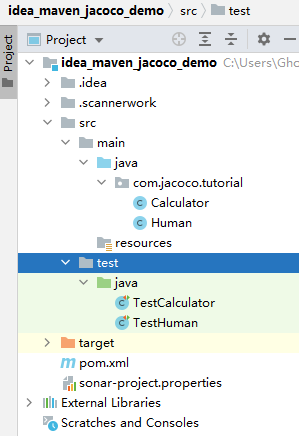 idea_maven_jacoco_demo src test
Project
Project
idea_maven_jacoco_demo C:\Users\Gho
.idea
.scannerwork
src
main
java
com.jacoco.tutorial
Calculator
Human
resources
test
java
TestCalculator
TestHuman
target
pom.xml
sonar-project.properties
External Libraries
Scratches and Consoles